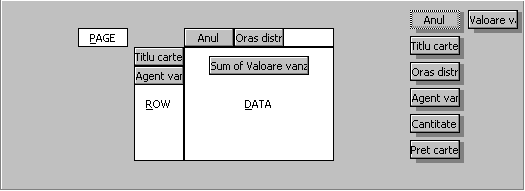 Anul Valoare va
PAGE Anul Oras distr
Titlu carte Titlu carte
Sum of Valoare vanz Oras distr
Agent var Agent var
ROW DATA
Cantitate
Pret carte